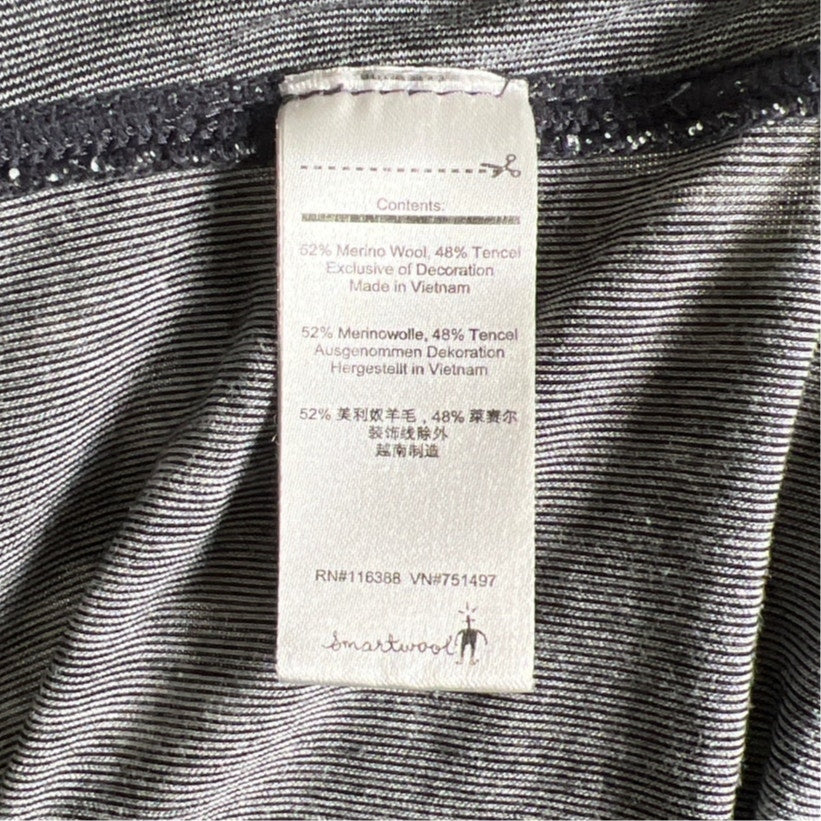 Contents:
52% Merino Wool, 48% Tencel
Exclusive of Decoration
Made in Vietnam
52% Merinowolle, 48% Tencel
Ausgenommen Dekoration
Hergestellt in Vietnam
52% 美利奴羊毛 , 48% 莱赛尔
装饰线除外
越南制造
RN#116388 VN#751497
Smartwool